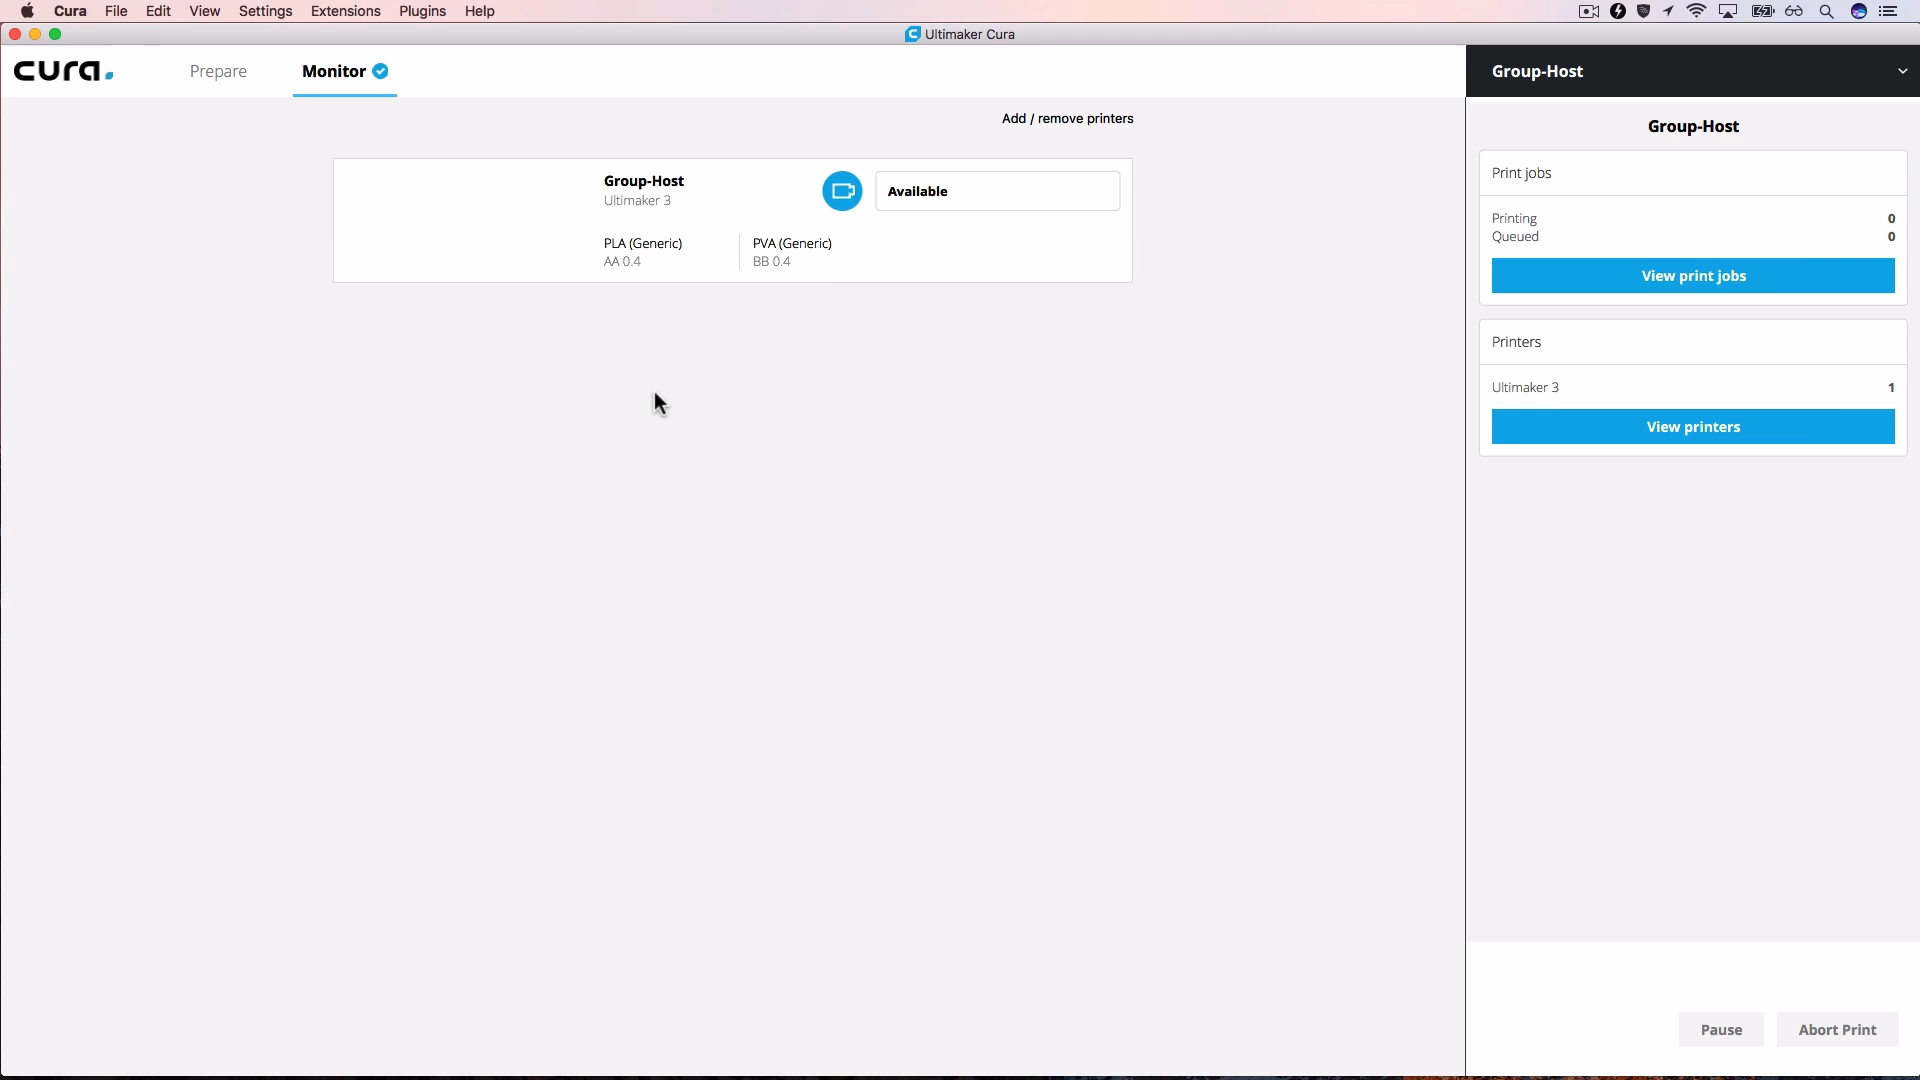 Cura File Edit View Settings Extensions Plugins Help
Ultimaker Cura
cura.
Prepare
Monitor
Group-Host
Add / remove printers
Group-Host
Ultimaker 3
Available
PLA (Generic)
AA 0.4
PVA (Generic)
BB 0.4
Group-Host
Print jobs
Printing 0
Queued 0
View print jobs
Printers
Ultimaker 3 1
View printers
Pause
Abort Print